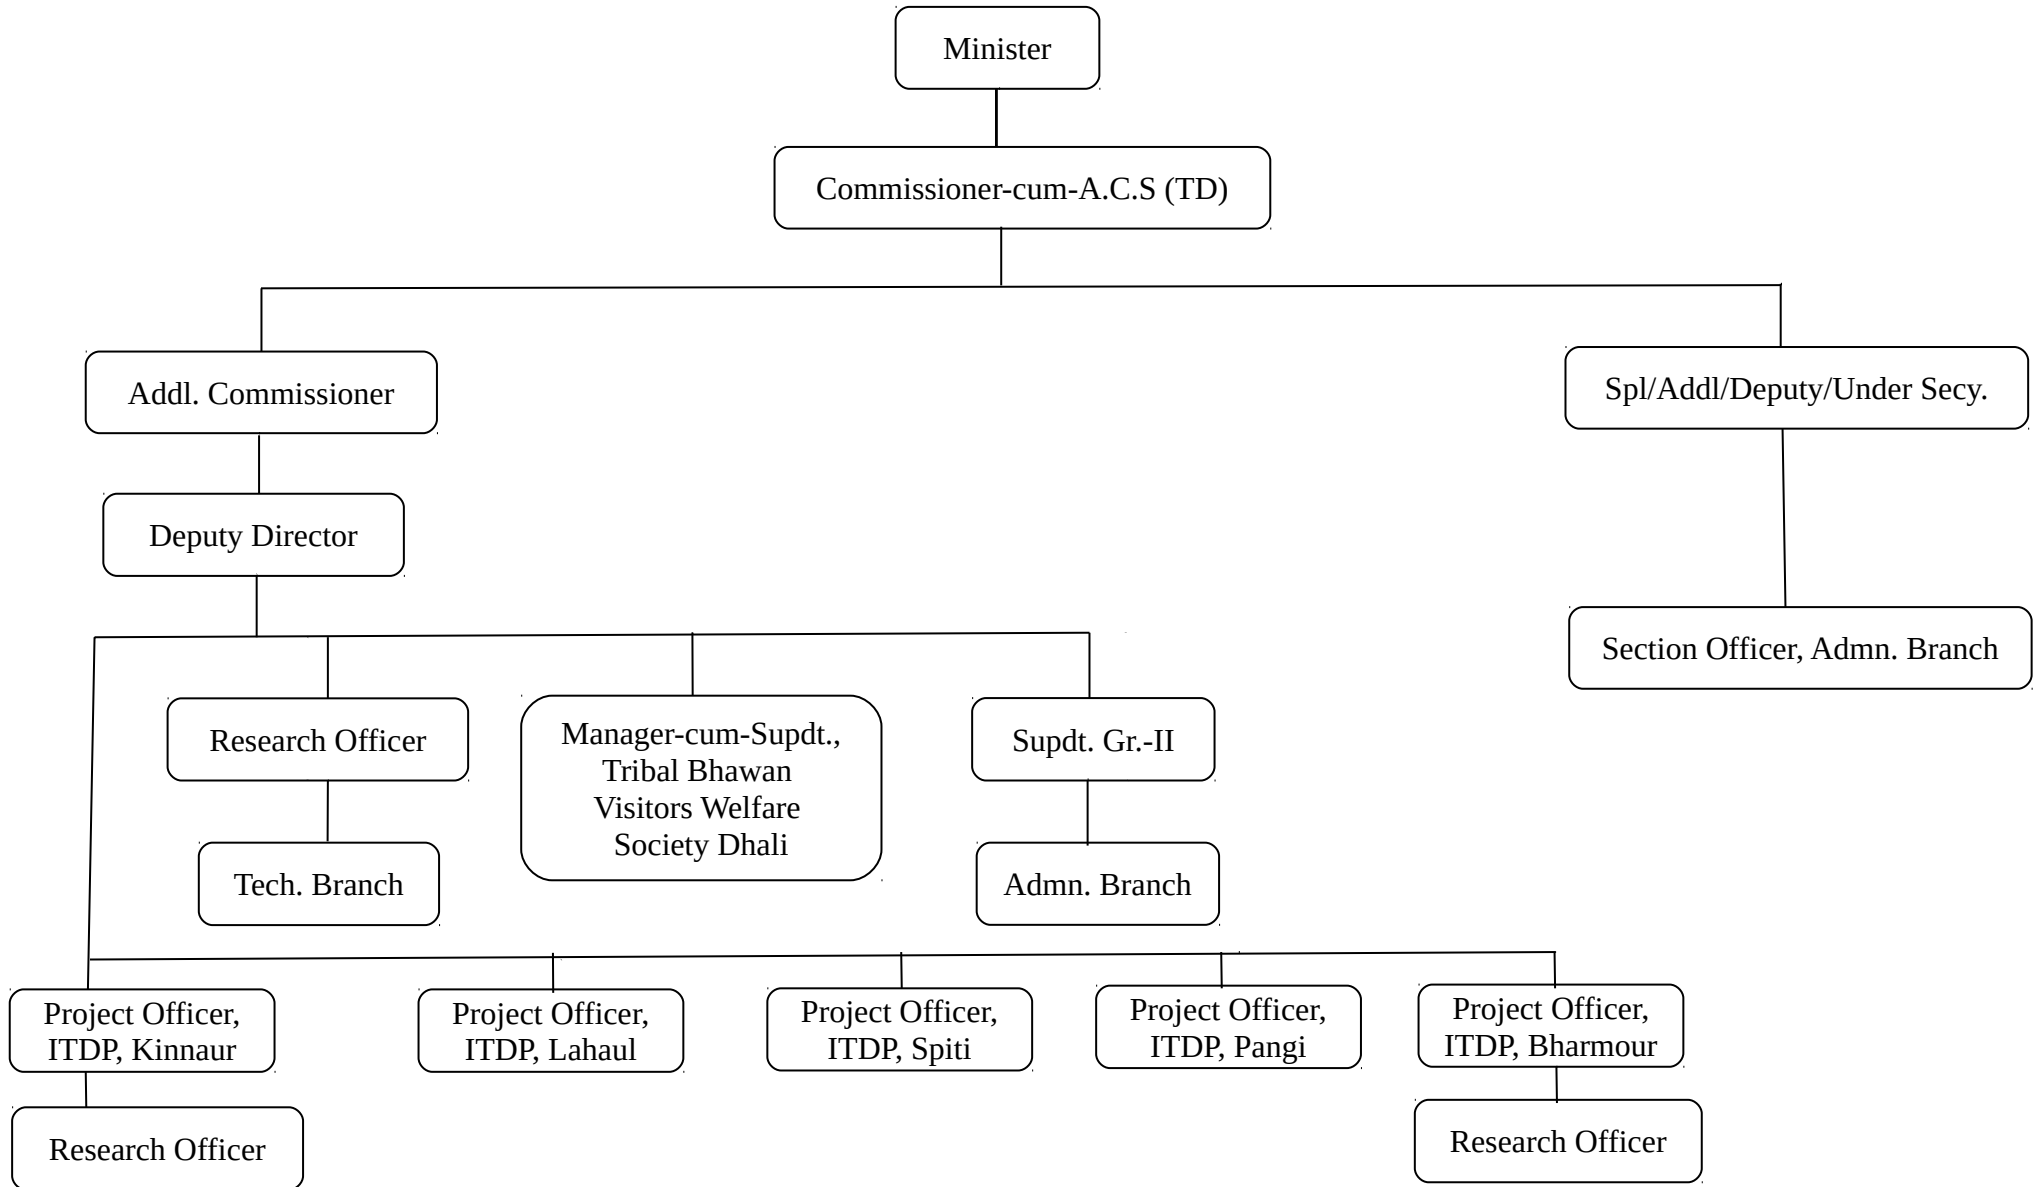 Minister
Commissioner-cum-A.C.S (TD)
Addl. Commissioner
Spl/Addl/Deputy/Under Secy.
Deputy Director
Section Officer, Admn. Branch
Research Officer
Manager-cum-Supdt.,
Tribal Bhawan
Visitors Welfare
Society Dhali
Supdt. Gr.-II
Tech. Branch
Admn. Branch
Project Officer,
ITDP, Kinnaur
Project Officer,
ITDP, Lahaul
Project Officer,
ITDP, Spiti
Project Officer,
ITDP, Pangi
Project Officer,
ITDP, Bharmour
Research Officer
Research Officer